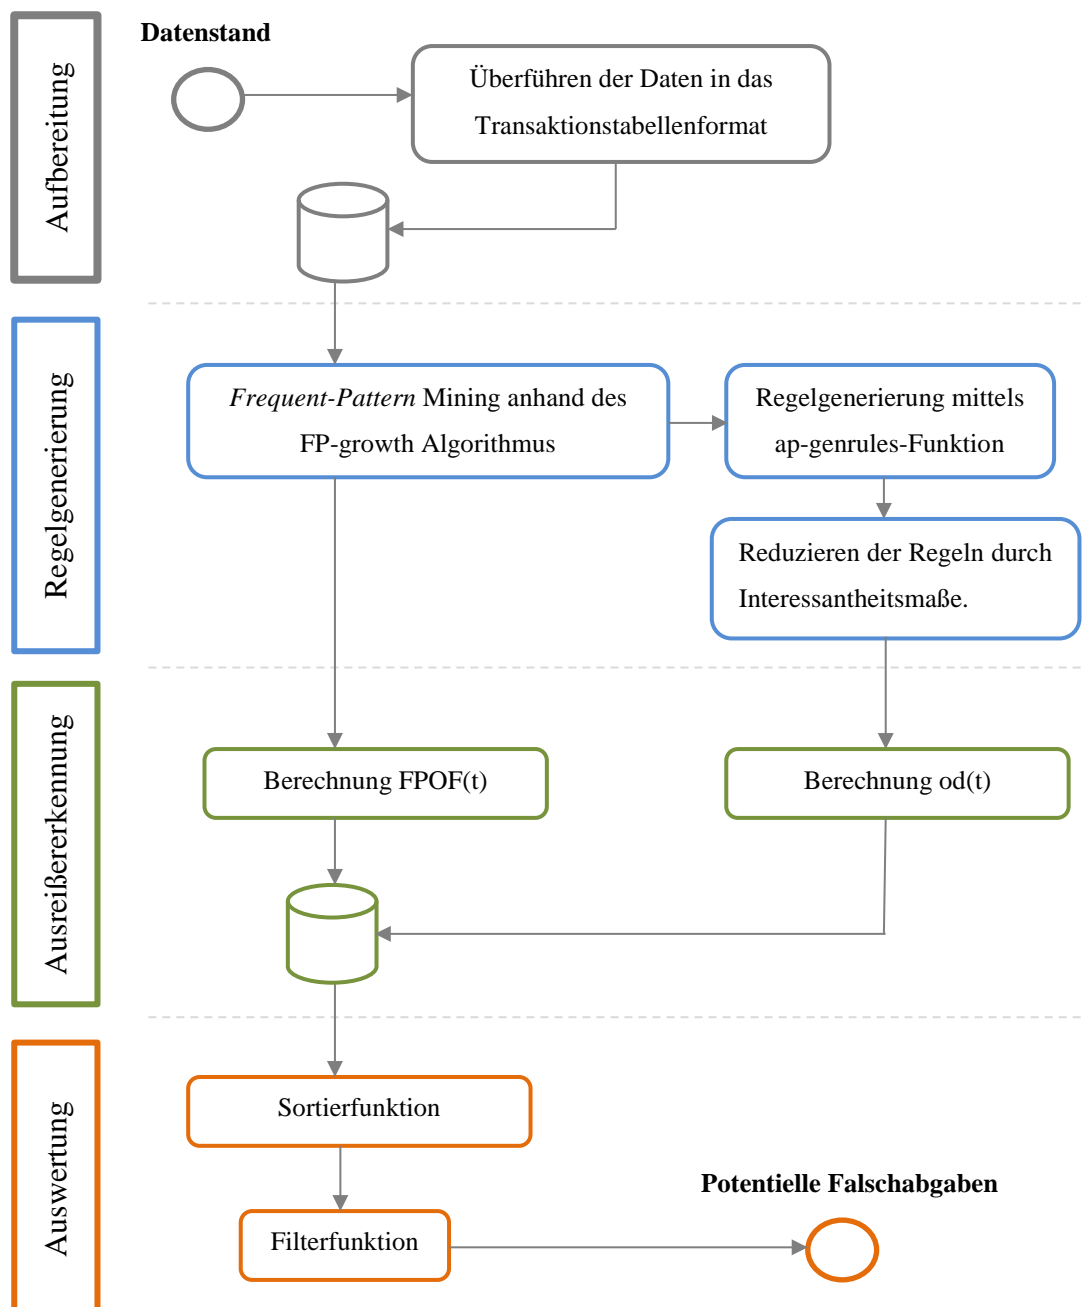 Aufbereitung
Datenstand
Überführen der Daten in das
Transaktionstabellenformat
Regelgenerierung
Frequent-Pattern Mining anhand des
FP-growth Algorithmus
Regelgenerierung mittels
ap-genrules-Funktion
Reduzieren der Regeln durch
Interessantheitsmaße.
Ausreißererkennung
Berechnung FPOF(t)
Berechnung od(t)
Auswertung
Sortierfunktion
Filterfunktion
Potentielle Falschabgaben